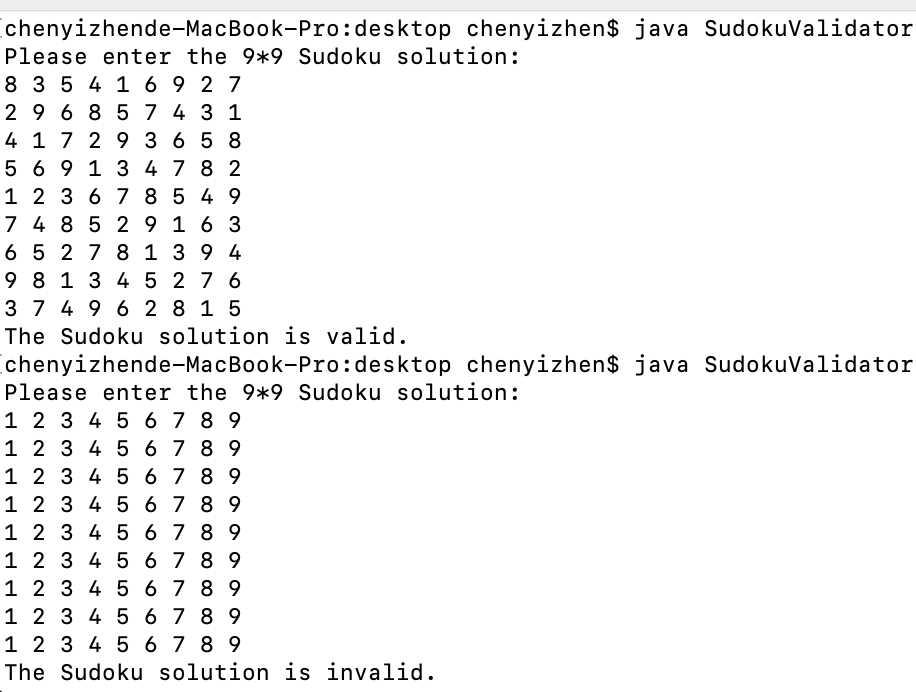 chenyizhende-MacBook-Pro:desktop chenyizhen$ java SudokuValidator
Please enter the 9*9 Sudoku solution:
8 3 5 4 1 6 9 2 7
2 9 6 8 5 7 4 3 1
4 1 7 2 9 3 6 5 8
5 6 9 1 3 4 7 8 2
1 2 3 6 7 8 5 4 9
7 4 8 5 2 9 1 6 3
6 5 2 7 8 1 3 9 4
9 8 1 3 4 5 2 7 6
3 7 4 9 6 2 8 1 5
The Sudoku solution is valid.
chenyizhende-MacBook-Pro:desktop chenyizhen$ java SudokuValidator
Please enter the 9*9 Sudoku solution:
1 2 3 4 5 6 7 8 9
1 2 3 4 5 6 7 8 9
1 2 3 4 5 6 7 8 9
1 2 3 4 5 6 7 8 9
1 2 3 4 5 6 7 8 9
1 2 3 4 5 6 7 8 9
1 2 3 4 5 6 7 8 9
1 2 3 4 5 6 7 8 9
1 2 3 4 5 6 7 8 9
The Sudoku solution is invalid.